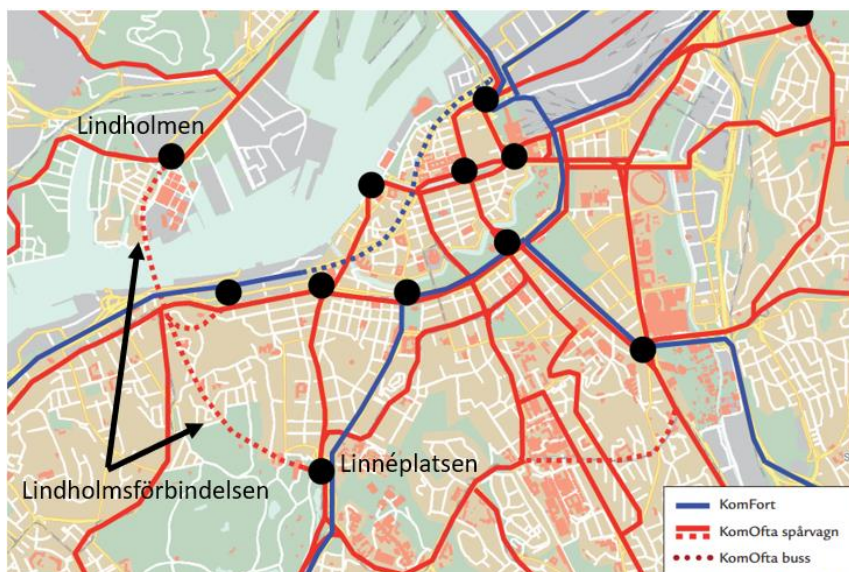 Lindholmen
Linnéplatsen
Lindholmsförbindelsen
KomFort
KomOfta spårvagn
KomOfta buss